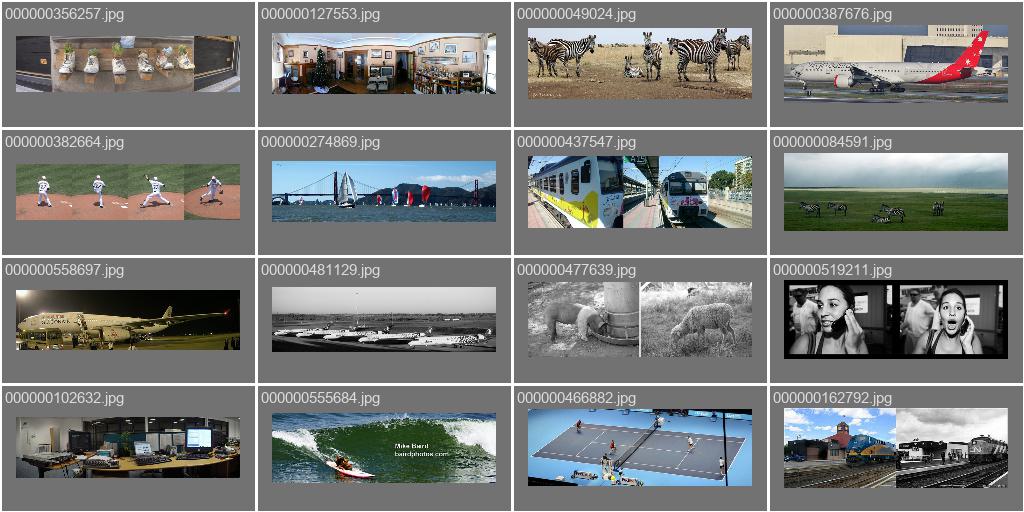 000000356257.jpg
000000127553.jpg
000000049024.jpg
000000387676.jpg
000000382664.jpg
000000274869.jpg
000000437547.jpg
000000084591.jpg
000000558697.jpg
000000481129.jpg
000000477639.jpg
000000519211.jpg
000000102632.jpg
000000555684.jpg
Mike Baird
bairdphotos.com
000000466882.jpg
000000162792.jpg